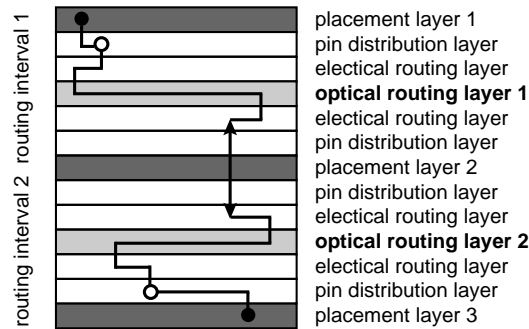 placement layer 1
pin distribution layer
electical routing layer
optical routing layer 1
electical routing layer
pin distribution layer
placement layer 2
pin distribution layer
electical routing layer
optical routing layer 2
electical routing layer
pin distribution layer
placement layer 3
routing interval 1
routing interval 2